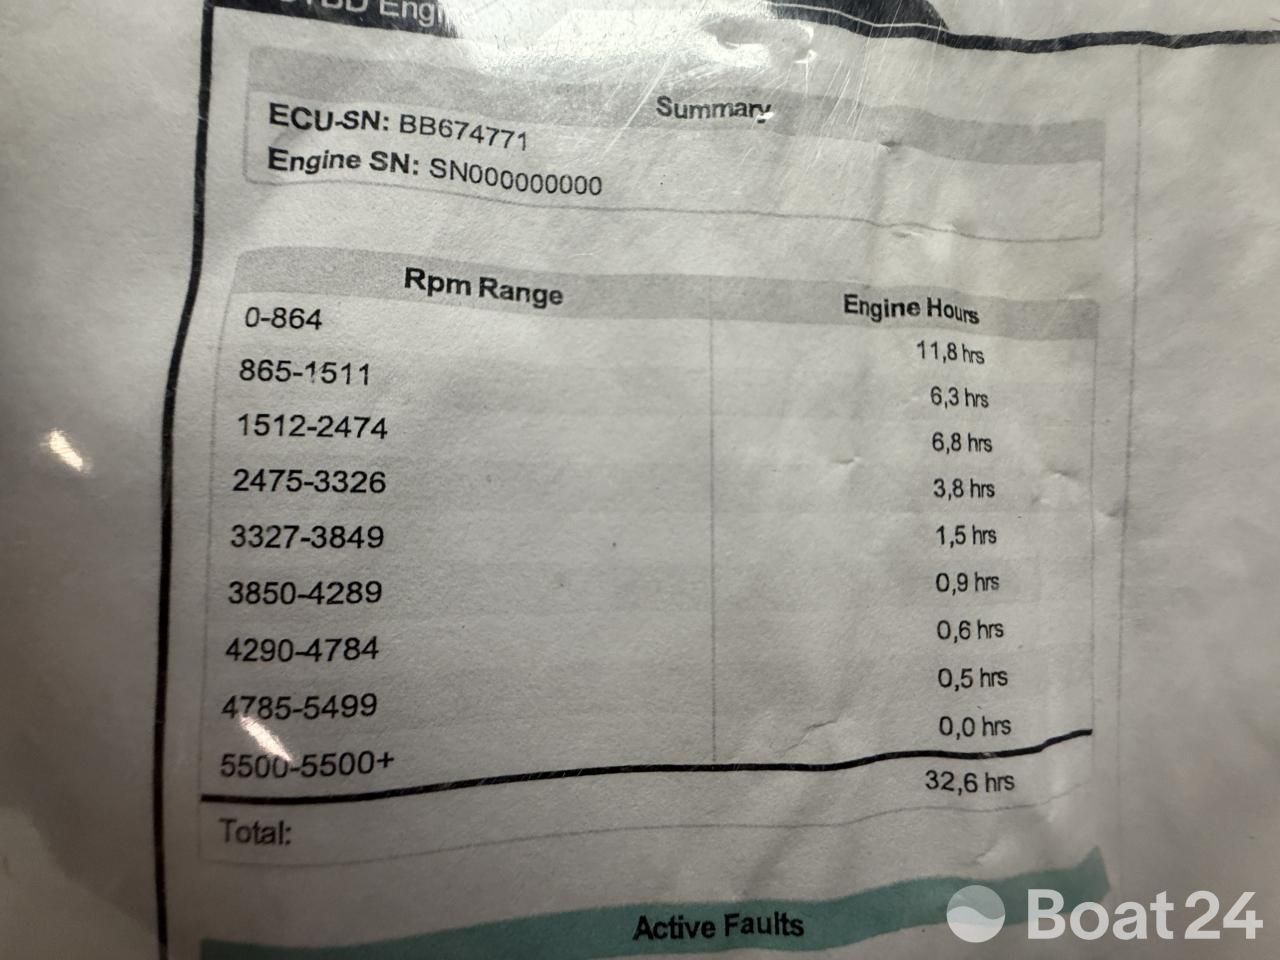 Summary
ECU-SN: BB674771
Engine SN: SN000000000
Rpm Range Engine Hours
0-864 11,8 hrs
865-1511 6,3 hrs
1512-2474 6,8 hrs
2475-3326 3,8 hrs
3327-3849 1,5 hrs
3850-4289 0,9 hrs
4290-4784 0,6 hrs
4785-5499 0,5 hrs
5500-5500+ 0,0 hrs
Total: 32,6 hrs
Active Faults
Boat24